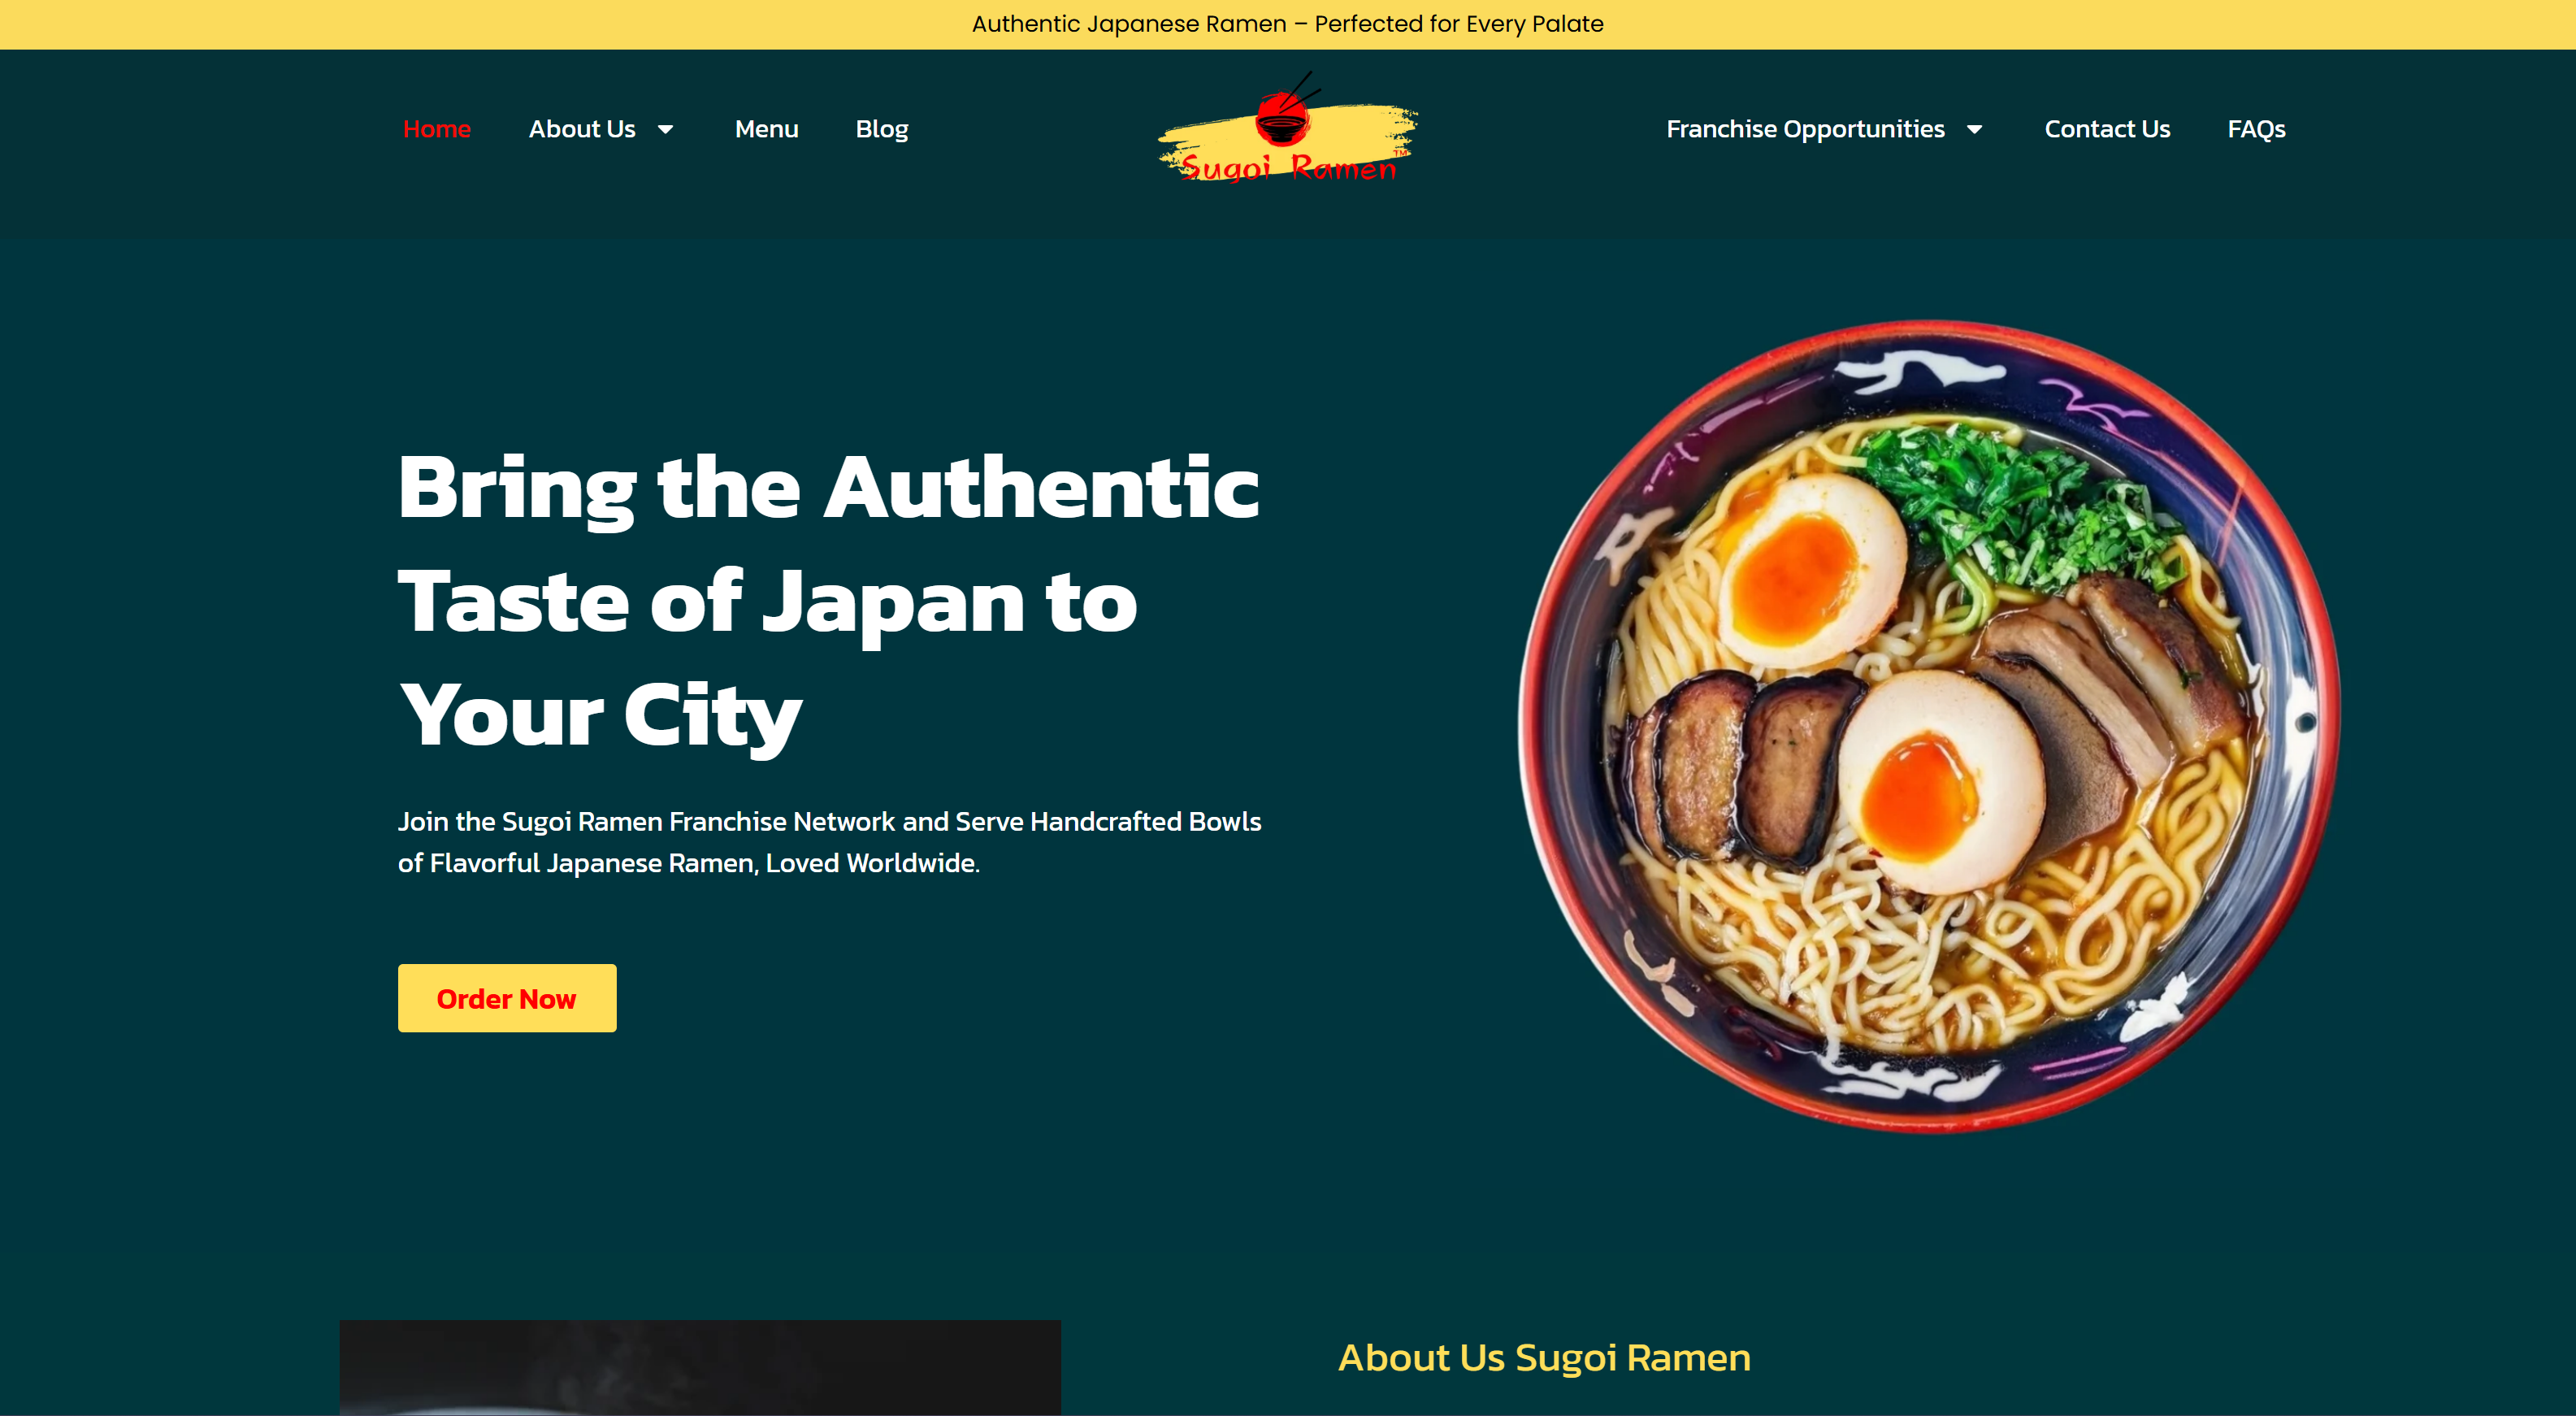 Authentic Japanese Ramen – Perfected for Every Palate
Home About Us Menu Blog
Sugoi Ramen™
Franchise Opportunities Contact Us FAQs
Bring the Authentic
Taste of Japan to
Your City
Join the Sugoi Ramen Franchise Network and Serve Handcrafted Bowls
of Flavorful Japanese Ramen, Loved Worldwide.
Order Now
About Us Sugoi Ramen